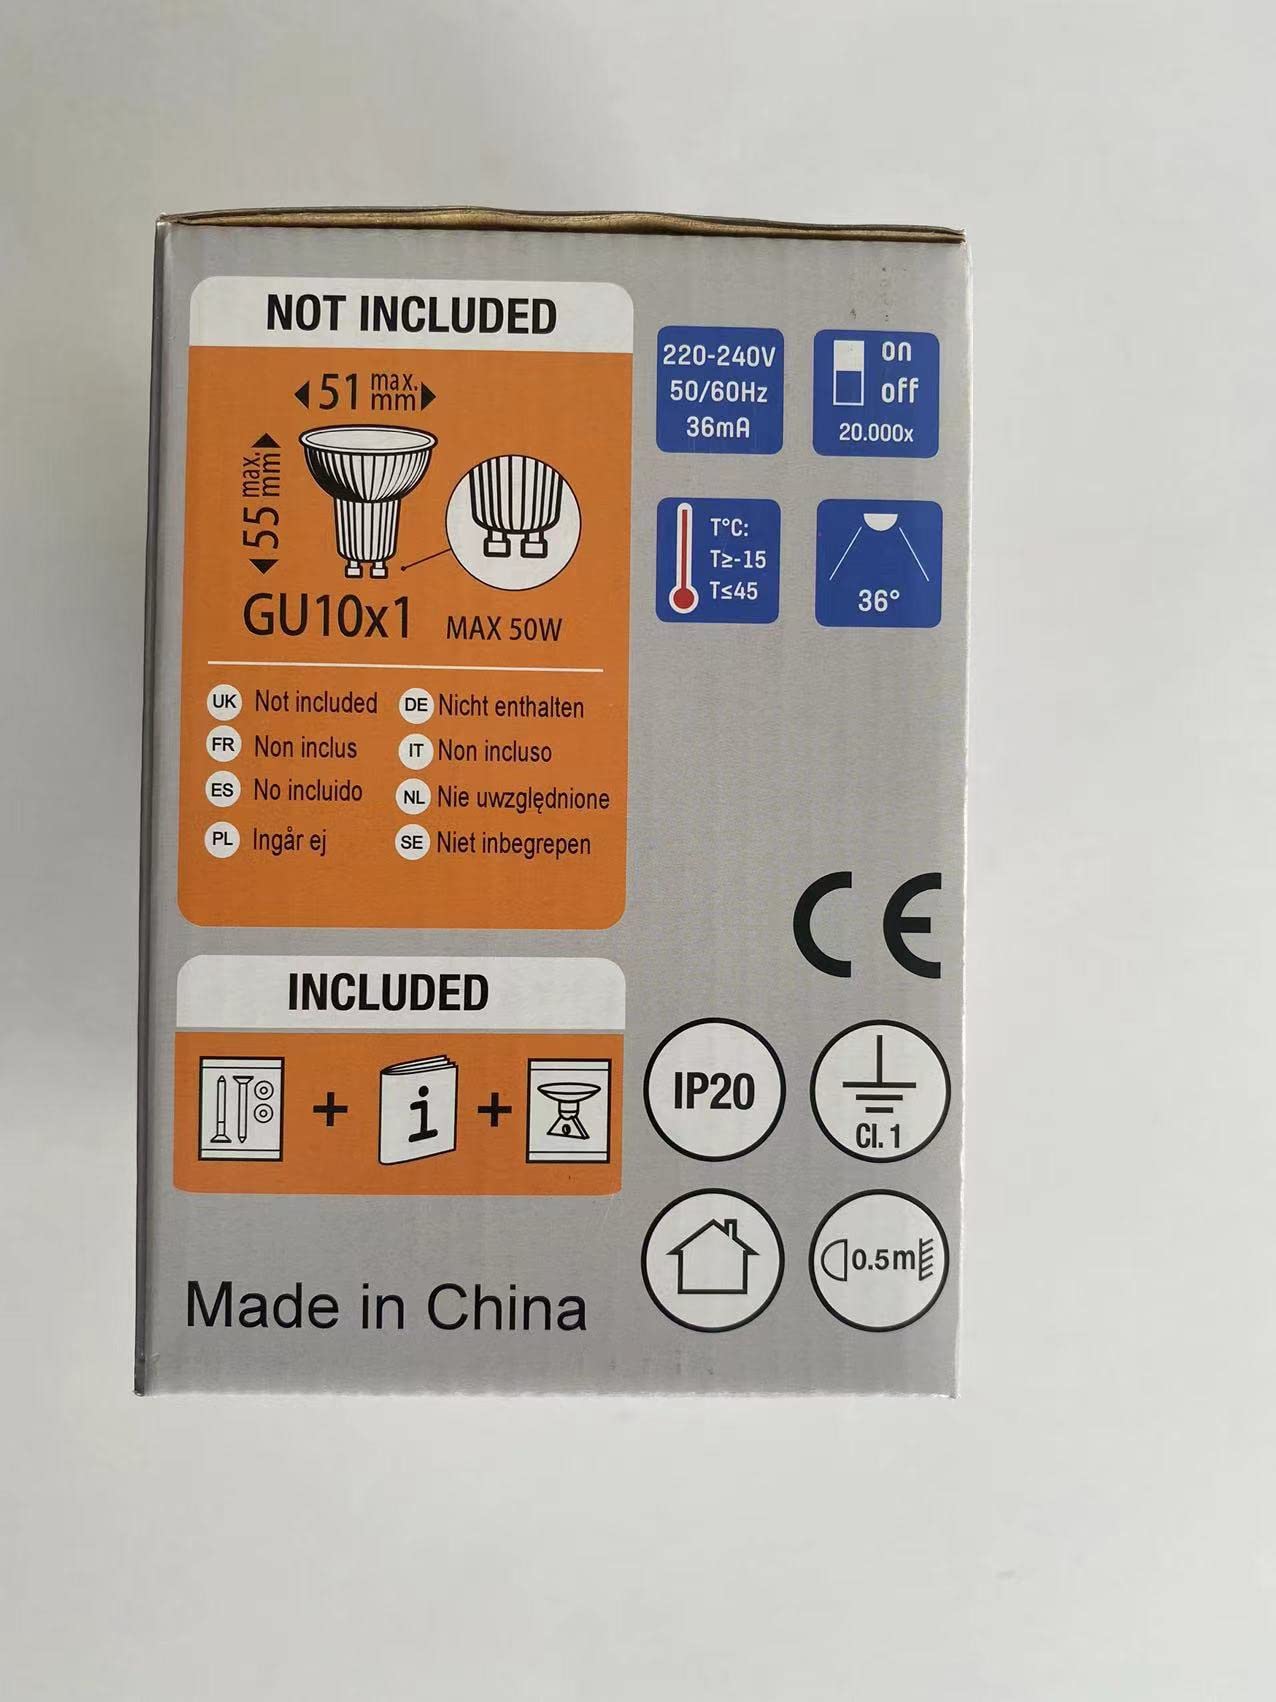 NOT INCLUDED
51 max. mm
55 max. mm
GU10x1 MAX 50W
UK Not included
DE Nicht enthalten
FR Non inclus
IT Non incluso
ES No incluido
NL Nie uwzględnione
PL Ingår ej
SE Niet inbegrepen
INCLUDED
i
Made in China
220-240V
50/60Hz
36mA
on
off
20.000x
T°C:
T≥-15
T≤45
36°
CE
IP20
Cl. 1
0.5m